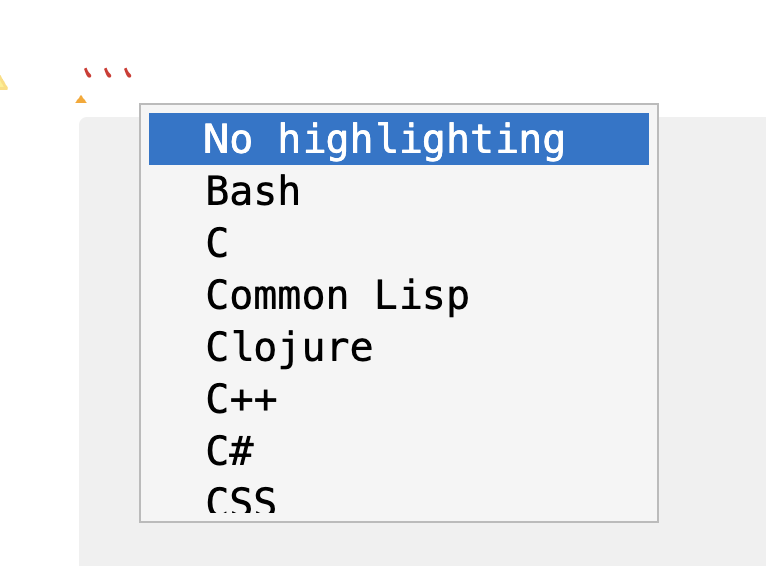 No highlighting
Bash
C
Common Lisp
Clojure
C++
C#
CSS